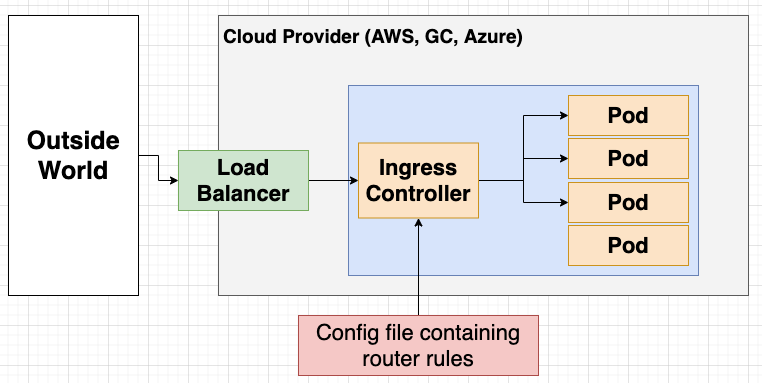 Cloud Provider (AWS, GC, Azure)
Outside
World
Load
Balancer
Ingress
Controller
Pod
Pod
Pod
Pod
Config file containing
router rules